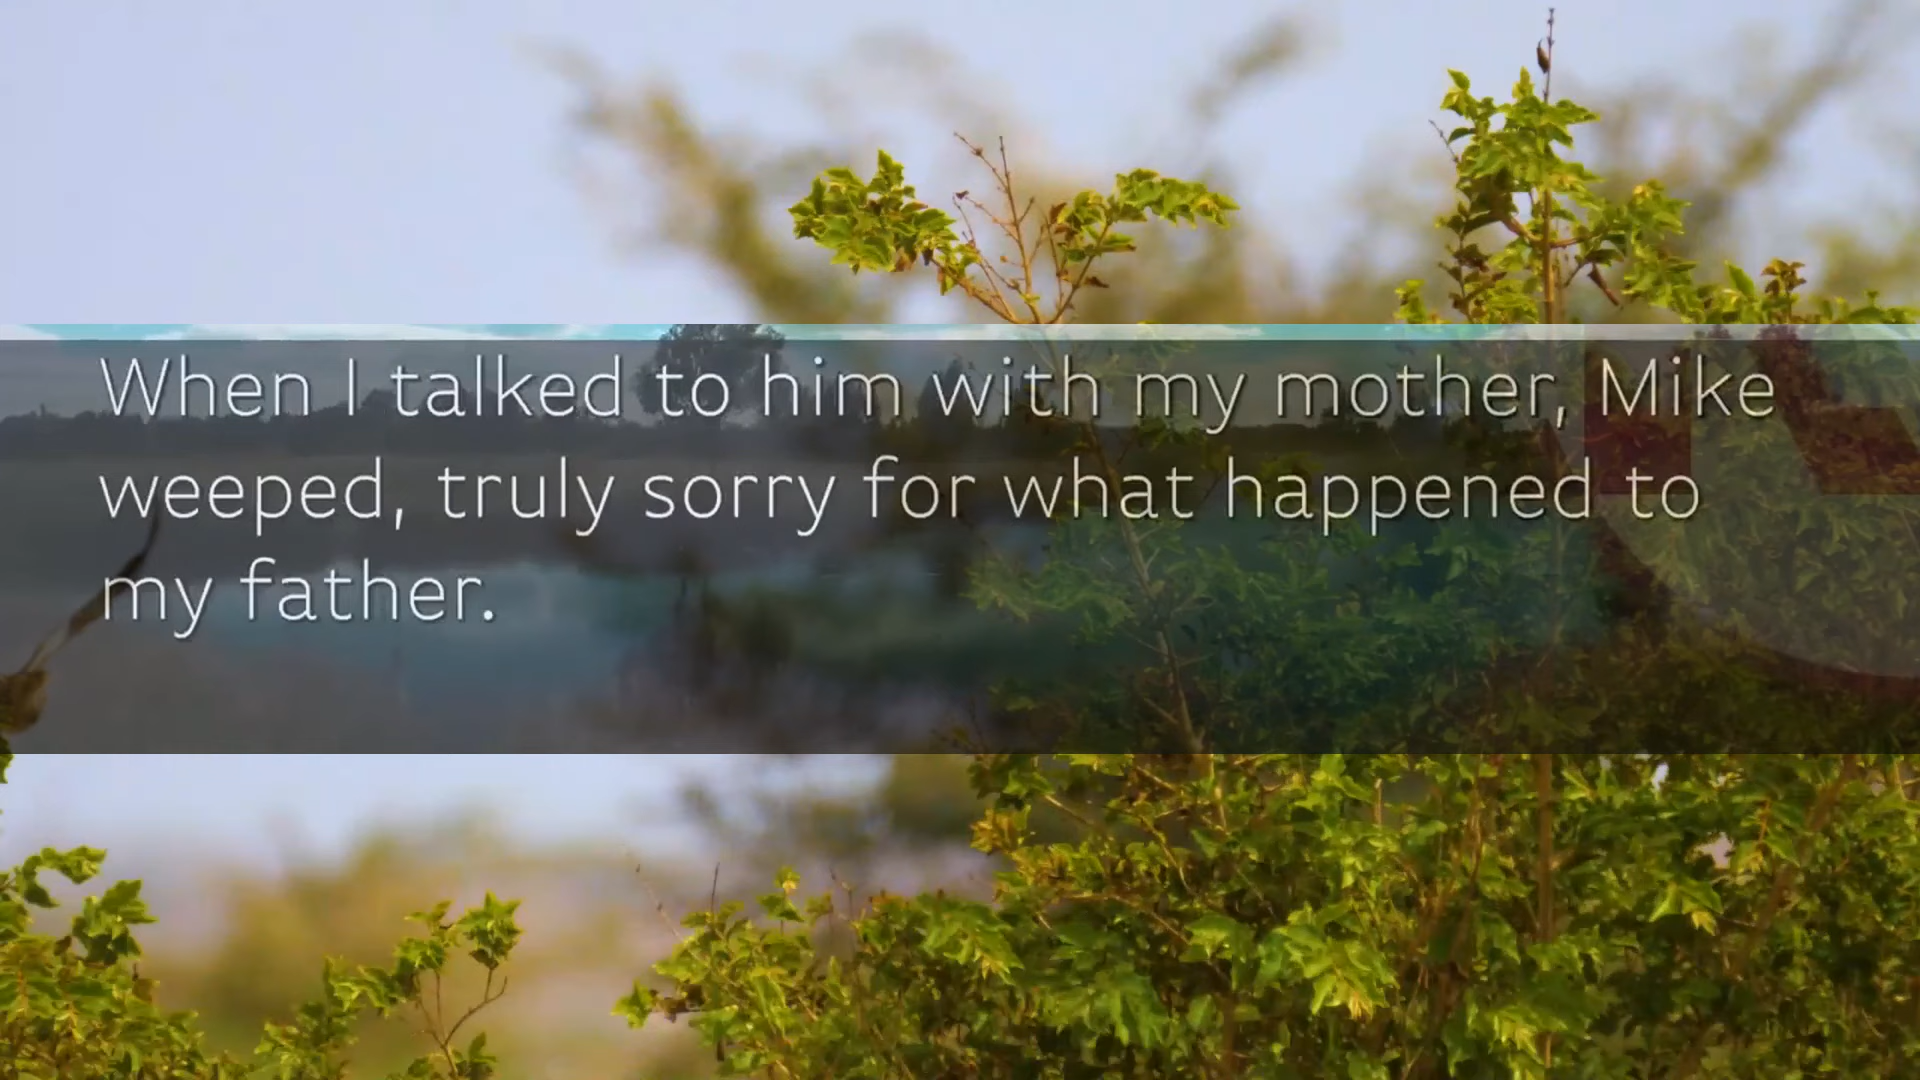 When I talked to him with my mother, Mike
weeped, truly sorry for what happened to
my father.